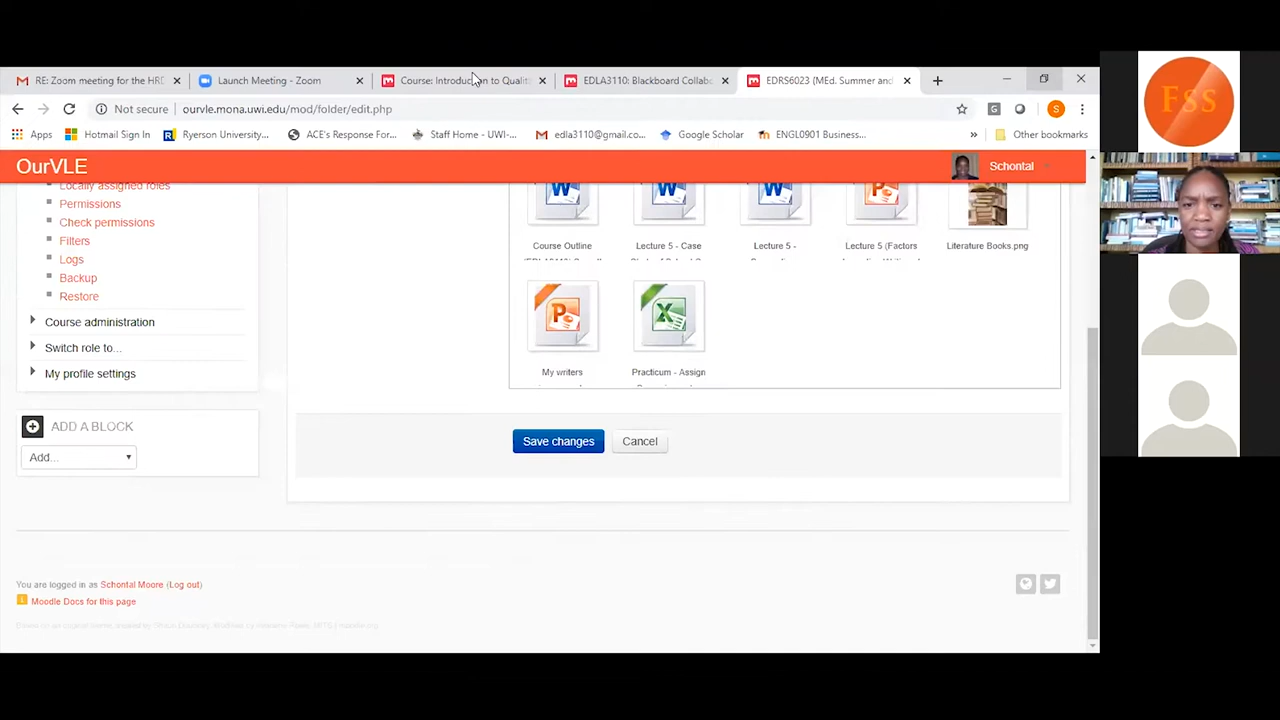 RE: Zoom meeting for the HRD
Launch Meeting - Zoom
Course: Introduction to Qualit
EDLA3110: Blackboard Collabo
EDRS6023 (MEd. Summer and
Not secure
ourvle.mona.uwi.edu/mod/folder/edit.php
Apps
Hotmail Sign In
Ryerson University...
ACE's Response For...
Staff Home - UWI-...
edla3110@gmail.co...
Google Scholar
ENGL0901 Business...
»
Other bookmarks
OurVLE
Schontal
FSS
Locally assigned roles
Permissions
Check permissions
Filters
Logs
Backup
Restore
Course administration
Switch role to...
My profile settings
ADD A BLOCK
Add...
Course Outline
Lecture 5 - Case
Lecture 5 -
Lecture 5 (Factors
Literature Books.png
My writers
Practicum - Assign
Save changes
Cancel
You are logged in as Schontal Moore (Log out)
Moodle Docs for this page